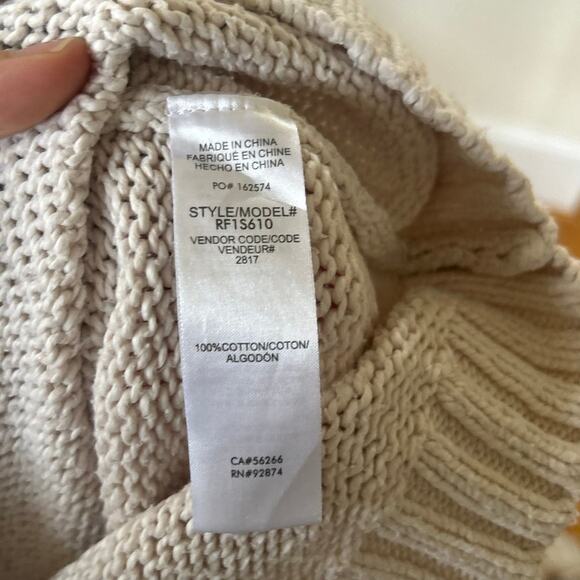 MADE IN CHINA
FABRIQUÉ EN CHINE
HECHO EN CHINA
PO# 162574
STYLE/MODEL#
RF1S610
VENDOR CODE/CODE
VENDEUR#
2817
100%COTTON/COTON/
ALGODÓN
CA#56266
RN#92874